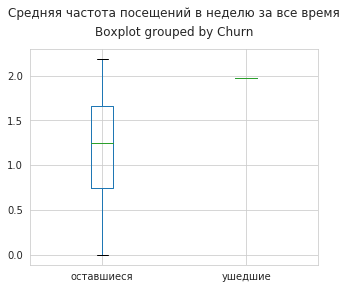 Средняя частота посещений в неделю за все время
Boxplot grouped by Churn
2.0
1.5
1.0
0.5
0.0
оставшиеся
ушедшие